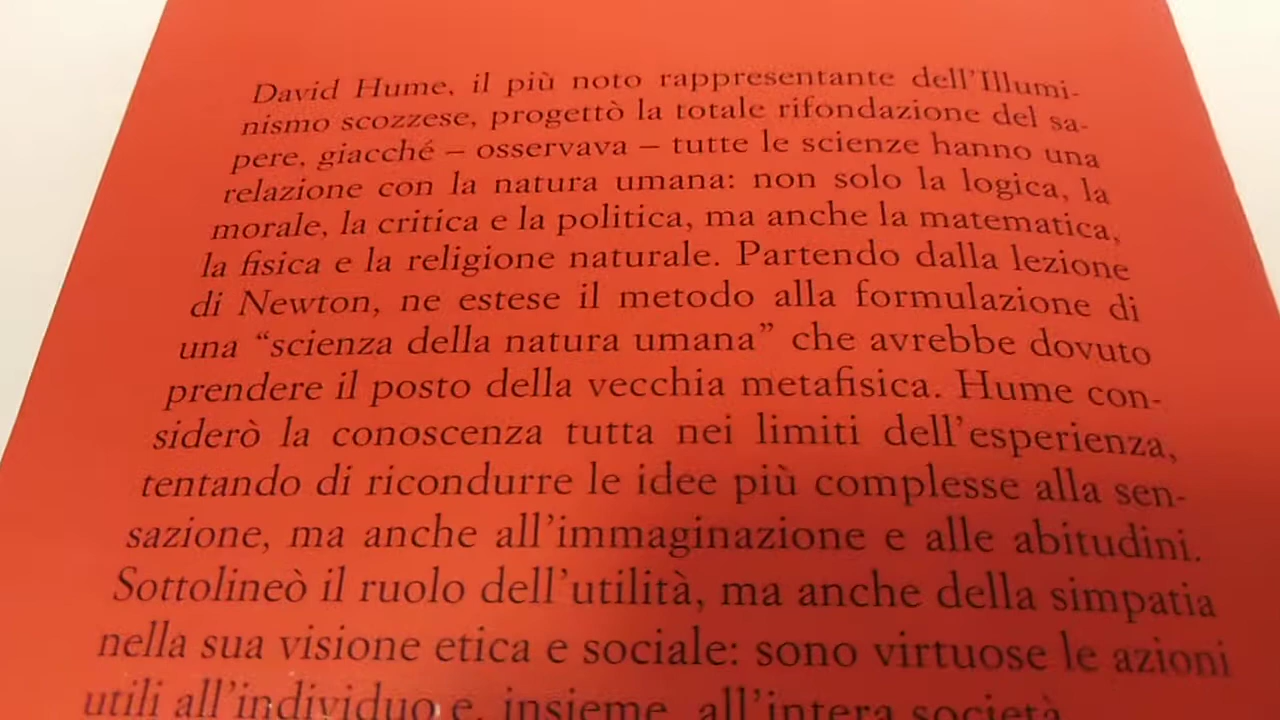 David Hume, il più noto rappresentante dell'Illumi-
nismo scozzese, progettò la totale rifondazione del sa-
pere, giacché – osservava – tutte le scienze hanno una
relazione con la natura umana: non solo la logica, la
morale, la critica e la politica, ma anche la matematica,
la fisica e la religione naturale. Partendo dalla lezione
di Newton, ne estese il metodo alla formulazione di
una “scienza della natura umana” che avrebbe dovuto
prendere il posto della vecchia metafisica. Hume con-
siderò la conoscenza tutta nei limiti dell'esperienza,
tentando di ricondurre le idee più complesse alla sen-
sazione, ma anche all'immaginazione e alle abitudini.
Sottolineò il ruolo dell'utilità, ma anche della simpatia
nella sua visione etica e sociale: sono virtuose le azioni
utili all'individuo e, insieme, all'intera società